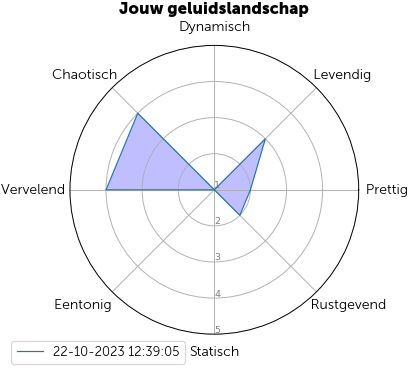 Jouw geluidslandschap
Dynamisch
Chaotisch
Levendig
Vervelend
1
Prettig
2
3
4
Eentonig
Rustgevend
5
22-10-2023 12:39:05
Statisch